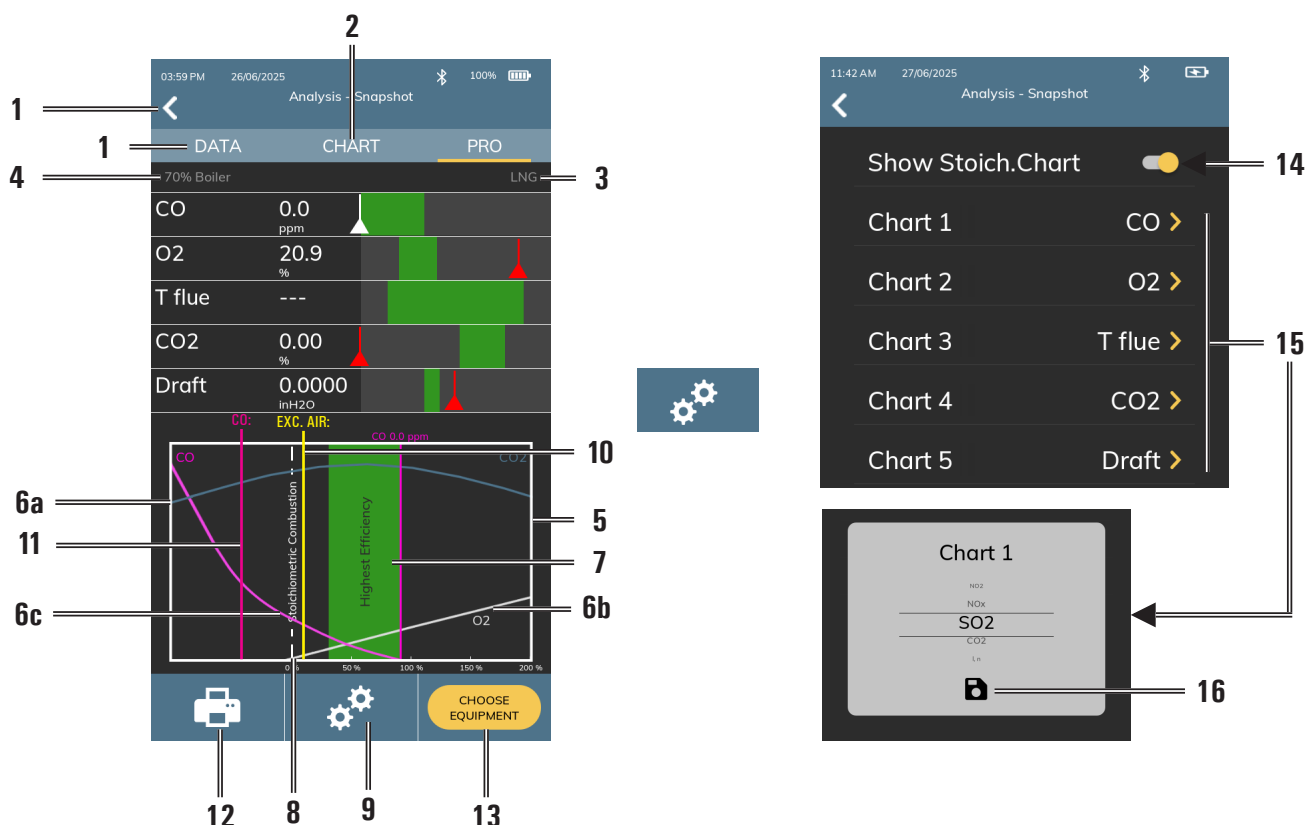 2
03:59 PM 26/06/2025 100%
Analysis - Snapshot
1
1
DATA CHART PRO
4
70% Boiler LNG
3
CO 0.0
ppm
O2 20.9
%
T flue ---
CO2 0.00
%
Draft 0.0000
inH2O
CO: EXC. AIR:
CO 0.0 ppm
CO CO2
10
6a
5
11
Stoichiometric Combustion
Highest Efficiency
7
6c
6b
O2
0 % 50 % 100 % 150 % 200 %
CHOOSE
EQUIPMENT
12 8 9 13
11:42 AM 27/06/2025
Analysis - Snapshot
Show Stoich.Chart
14
Chart 1 CO
Chart 2 O2
Chart 3 T flue
15
Chart 4 CO2
Chart 5 Draft
Chart 1
NO2
NOx
SO2
CO2
Ln
16